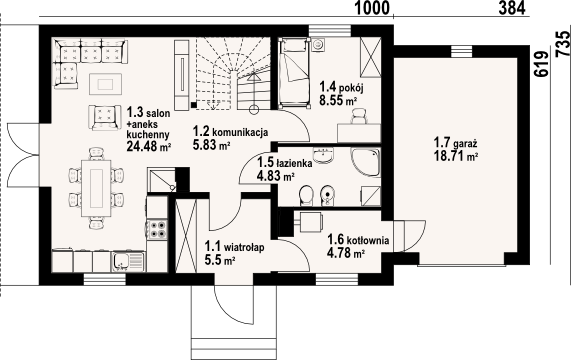 1000
384
735
619
1.3 salon
+aneks
kuchenny
24.48 m²
1.4 pokój
8.55 m²
1.2 komunikacja
5.83 m²
1.5 łazienka
4.83 m²
1.7 garaż
18.71 m²
1.1 wiatrołap
5.5 m²
1.6 kotłownia
4.78 m²